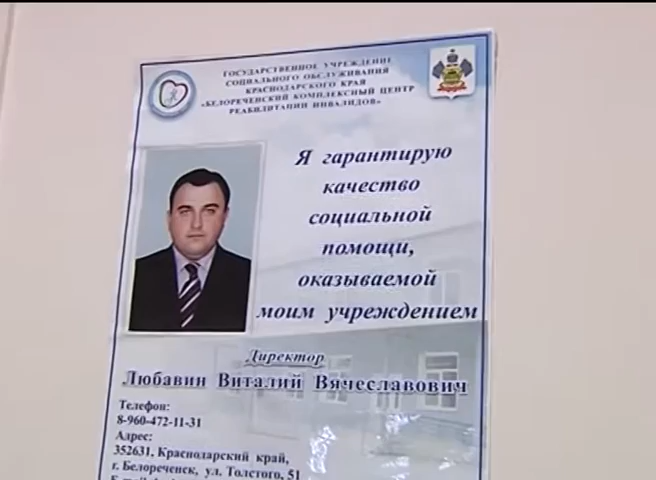 ГОСУДАРСТВЕННОЕ УЧРЕЖДЕНИЕ
СОЦИАЛЬНОГО ОБСЛУЖИВАНИЯ
КРАСНОДАРСКОГО КРАЯ
«БЕЛОРЕЧЕНСКИЙ КОМПЛЕКСНЫЙ ЦЕНТР
РЕАБИЛИТАЦИИ ИНВАЛИДОВ»
Я гарантирую
качество
социальной
помощи,
оказываемой
моим учреждением
Директор
Любавин Виталий Вячеславович
Телефон:
8-960-472-11-31
Адрес:
352631, Краснодарский край,
г. Белореченск, ул. Толстого, 51